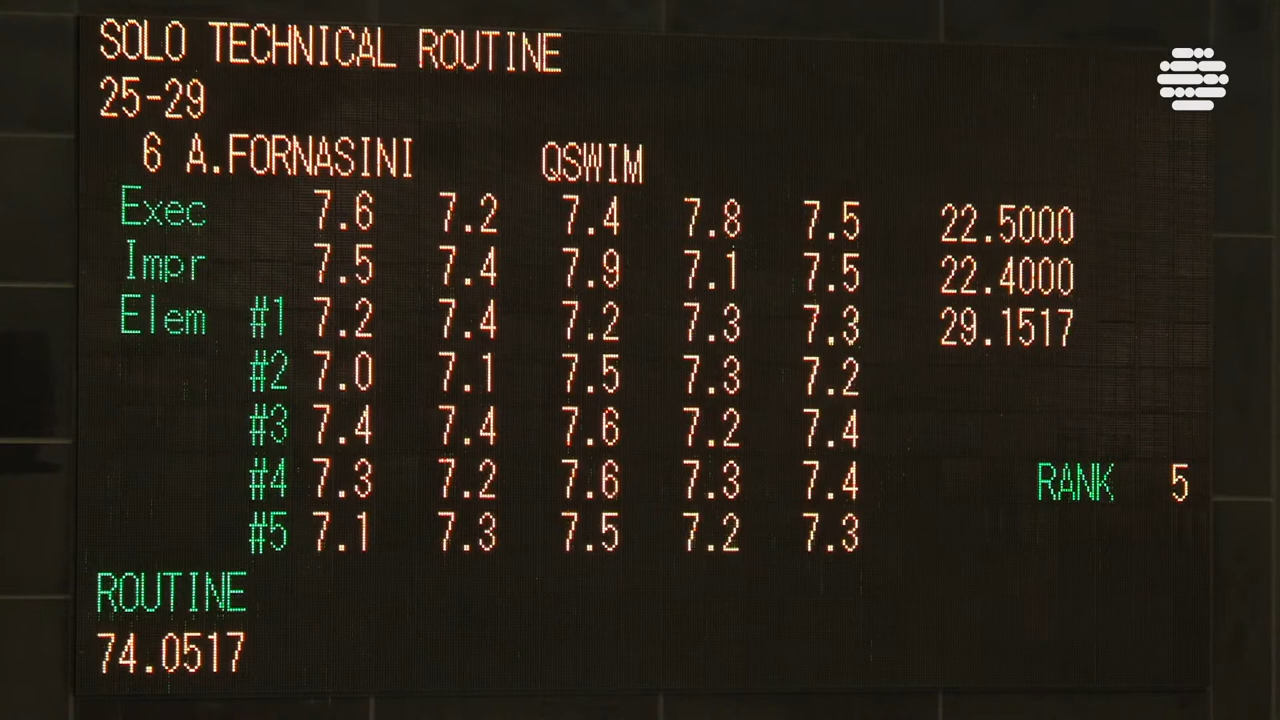 SOLO TECHNICAL ROUTINE
25-29
6 A.FORNASINI QSWIM
Exec 7.6 7.2 7.4 7.8 7.5 22.5000
Impr 7.5 7.4 7.9 7.1 7.5 22.4000
Elem #1 7.2 7.4 7.2 7.3 7.3 29.1517
#2 7.0 7.1 7.5 7.3 7.2
#3 7.4 7.4 7.6 7.2 7.4
#4 7.3 7.2 7.6 7.3 7.4 RANK 5
#5 7.1 7.3 7.5 7.2 7.3
ROUTINE
74.0517